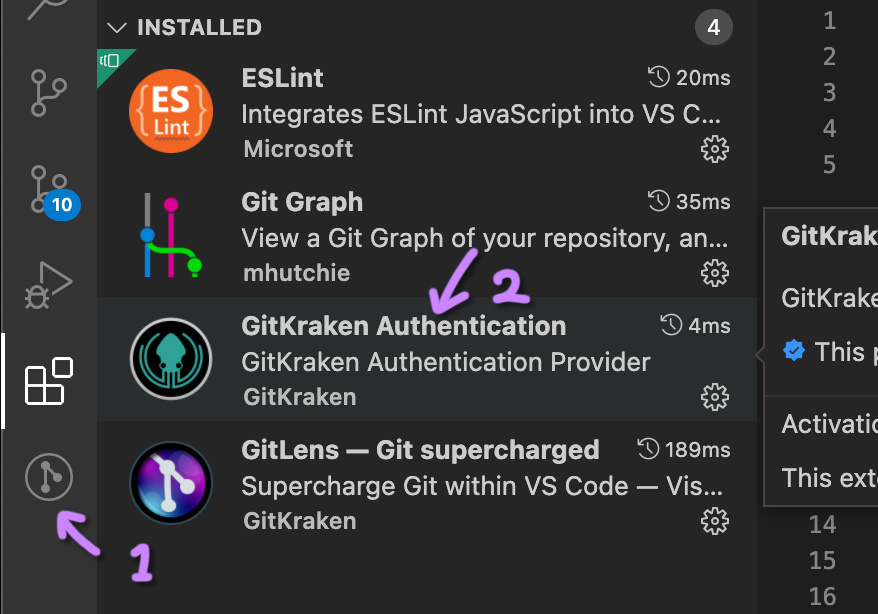 INSTALLED 4
ESLint 20ms
Integrates ESLint JavaScript into VS C...
Microsoft
ES
Lint
Git Graph 35ms
View a Git Graph of your repository, an...
mhutchie
10
2
GitKraken Authentication 4ms
GitKraken Authentication Provider
GitKraken
GitLens — Git supercharged 189ms
Supercharge Git within VS Code — Vis...
GitKraken
1
1
2
3
4
5
GitKrak
GitKrake
This p
Activatio
This exte
14
15
16